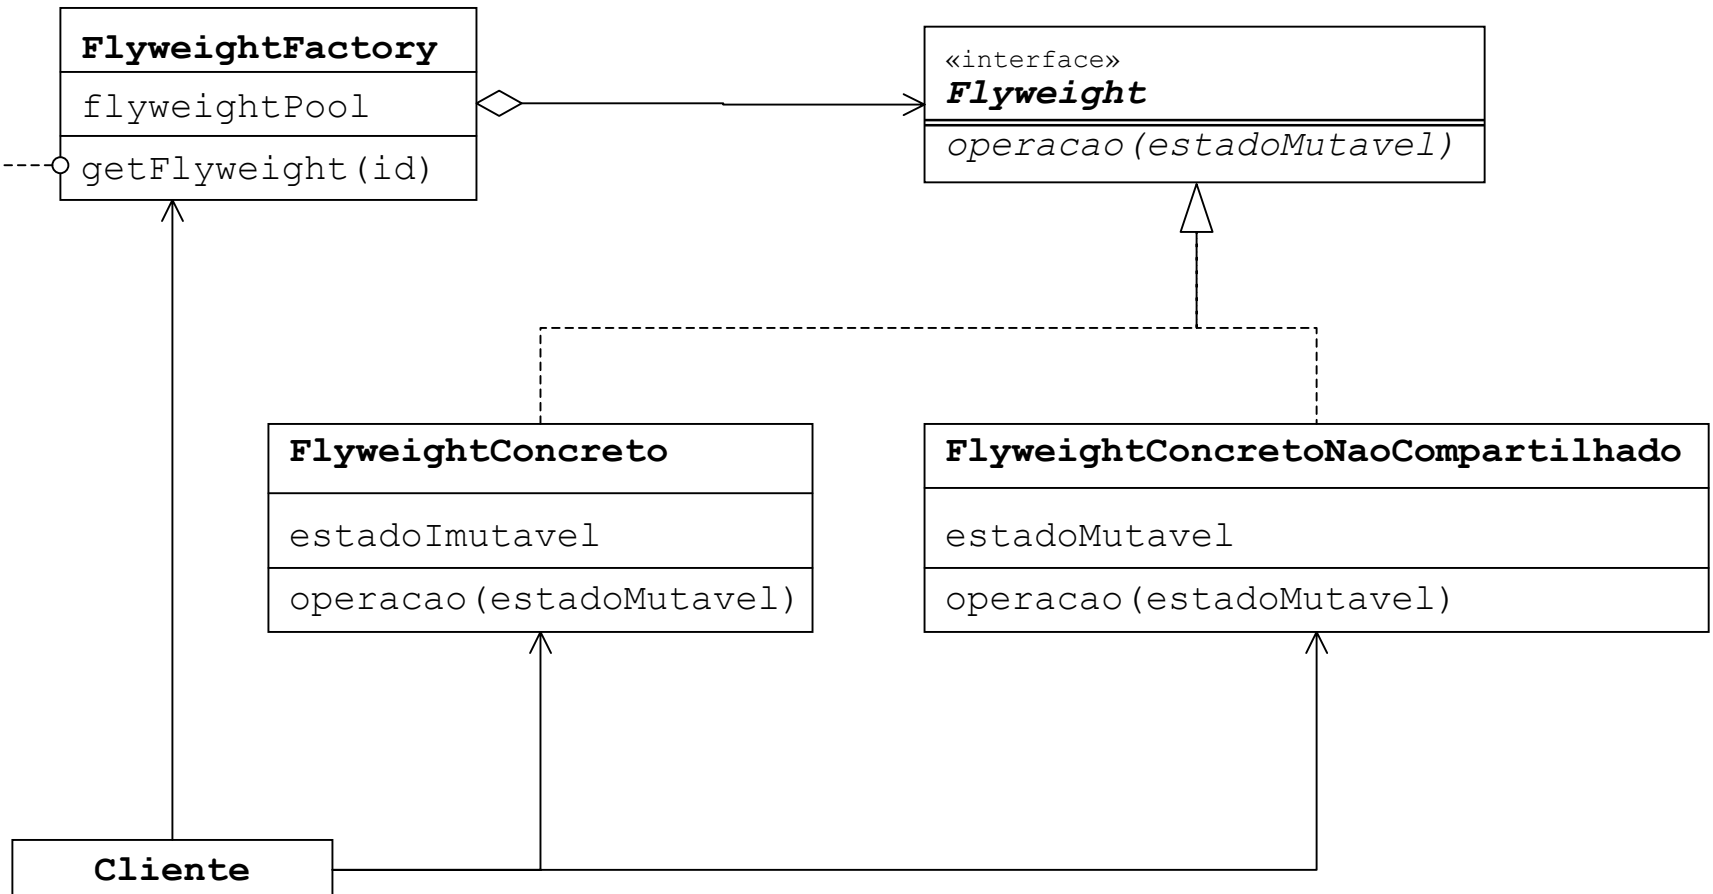 FlyweightFactory
flyweightPool
getFlyweight(id)
«interface»
Flyweight
operacao(estadoMutavel)
FlyweightConcreto
estadoImutavel
operacao(estadoMutavel)
FlyweightConcretoNaoCompartilhado
estadoMutavel
operacao(estadoMutavel)
Cliente